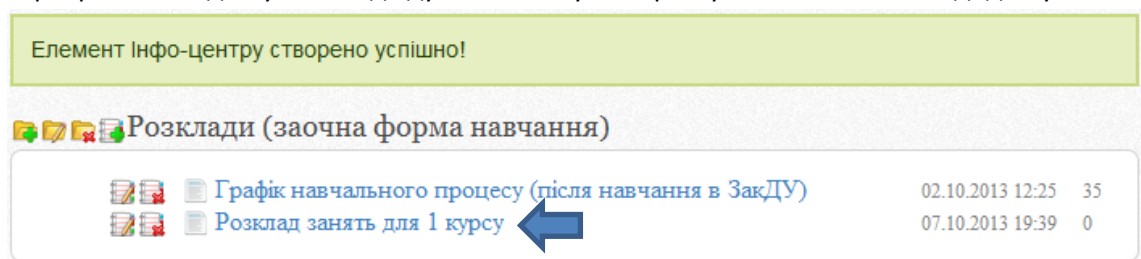 Елемент Інфо-центру створено успішно!
Розклади (заочна форма навчання)
Графік навчального процесу (після навчання в ЗакДУ) 02.10.2013 12:25 35
Розклад занять для 1 курсу 07.10.2013 19:39 0